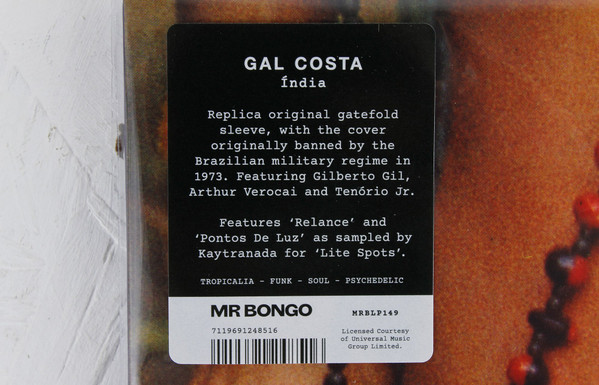 GAL COSTA
Índia
Replica original gatefold
sleeve, with the cover
originally banned by the
Brazilian military regime in
1973. Featuring Gilberto Gil,
Arthur Verocai and Tenório Jr.
Features ‘Relance’ and
‘Pontos De Luz’ as sampled by
Kaytranada for ‘Lite Spots’.
TROPICALIA – FUNK – SOUL – PSYCHEDELIC
MR BONGO
MRBLP149
7119691248516
Licensed Courtesy
of Universal Music
Group Limited.